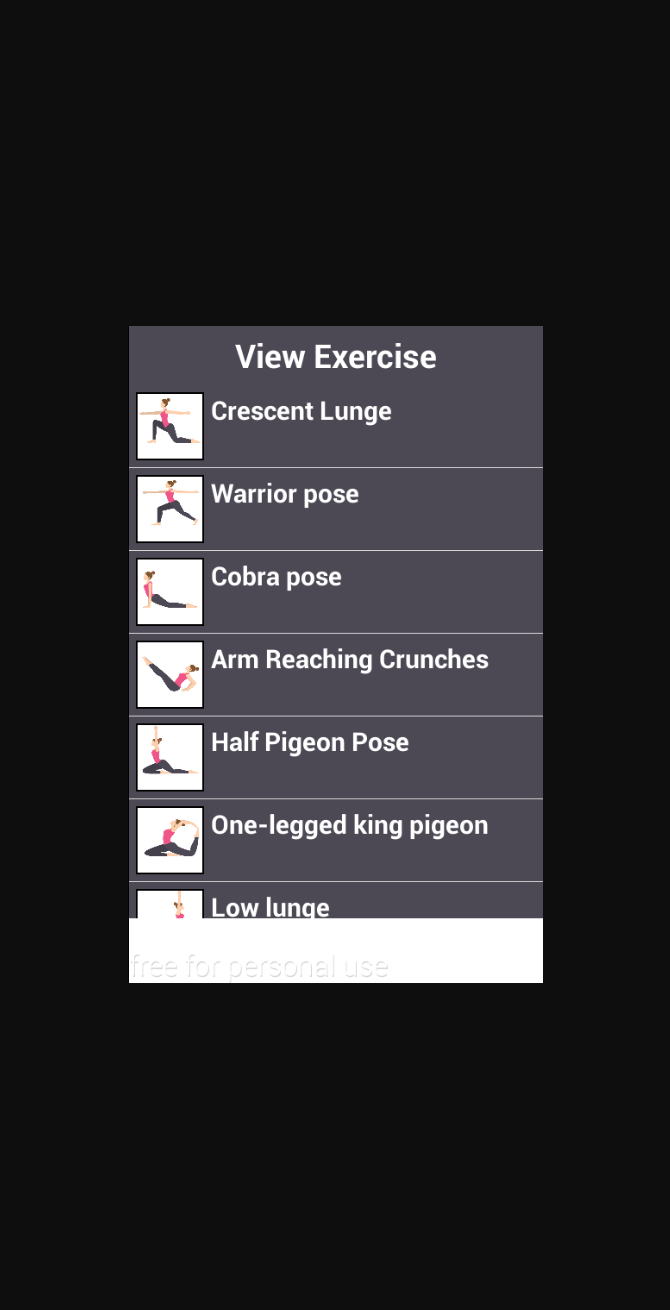 View Exercise
Crescent Lunge
Warrior pose
Cobra pose
Arm Reaching Crunches
Half Pigeon Pose
One-legged king pigeon
Low lunge
free for personal use